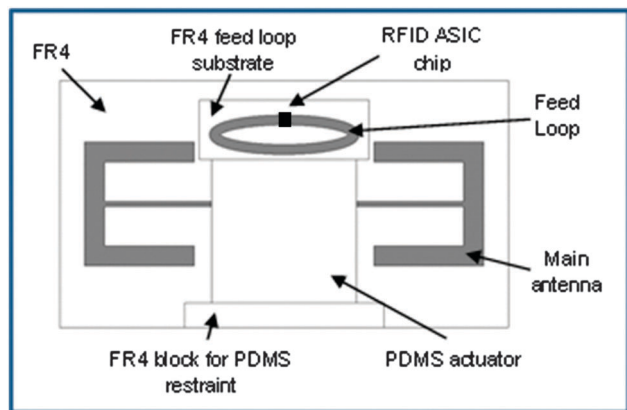 FR4
FR4 feed loop
substrate
RFID ASIC
chip
Feed
Loop
Main
antenna
FR4 block for PDMS
restraint
PDMS actuator